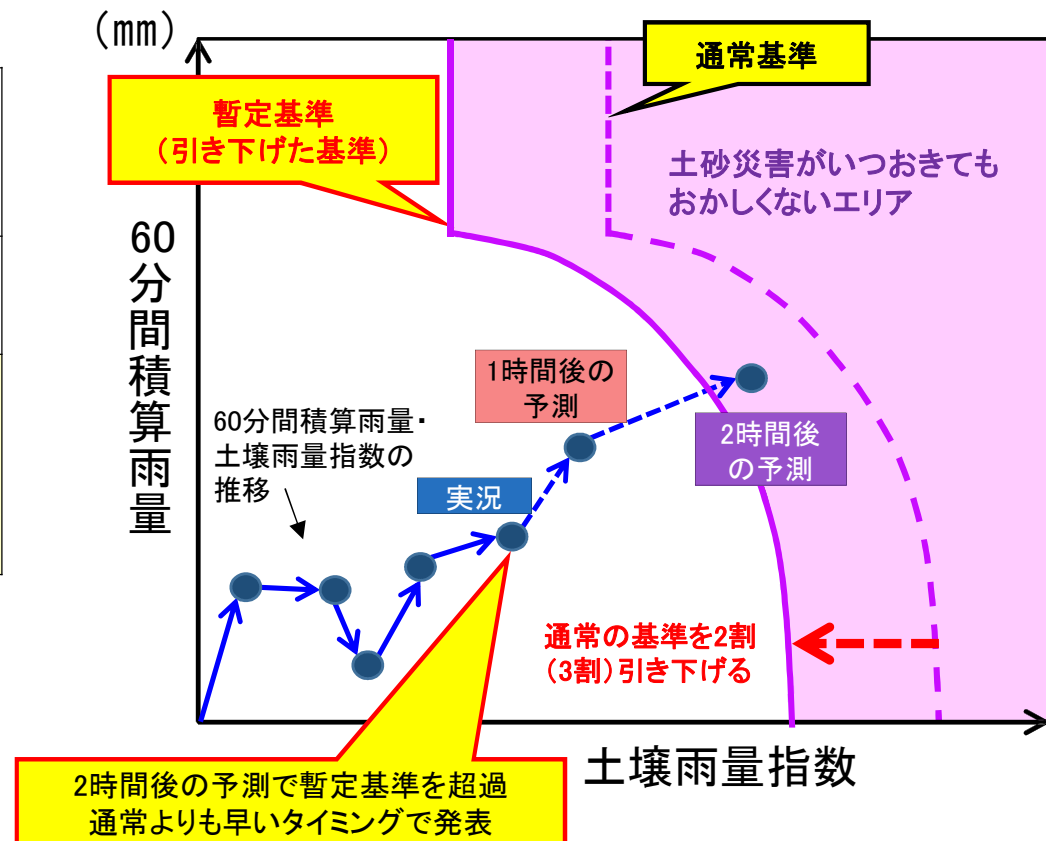 (mm)
通常基準
暫定基準
(引き下げた基準)
土砂災害がいつおきても
おかしくないエリア
60分間積算雨量
1時間後の
予測
60分間積算雨量・
土壌雨量指数の
推移
2時間後
の予測
実況
通常の基準を2割
(3割)引き下げる
土壌雨量指数
2時間後の予測で暫定基準を超過
通常よりも早いタイミングで発表